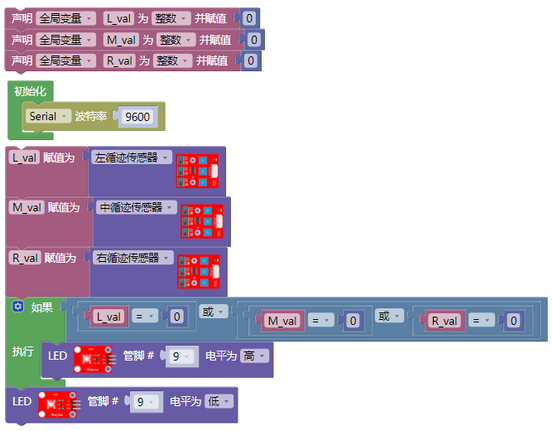 声明 全局变量 L_val 为 整数 并赋值 0
声明 全局变量 M_val 为 整数 并赋值 0
声明 全局变量 R_val 为 整数 并赋值 0
初始化
Serial 波特率 9600
L_val 赋值为 左循迹传感器
M_val 赋值为 中循迹传感器
R_val 赋值为 右循迹传感器
如果 L_val = 0 或 M_val = 0 或 R_val = 0
执行 LED 管脚 # 9 电平为 高
LED 管脚 # 9 电平为 低